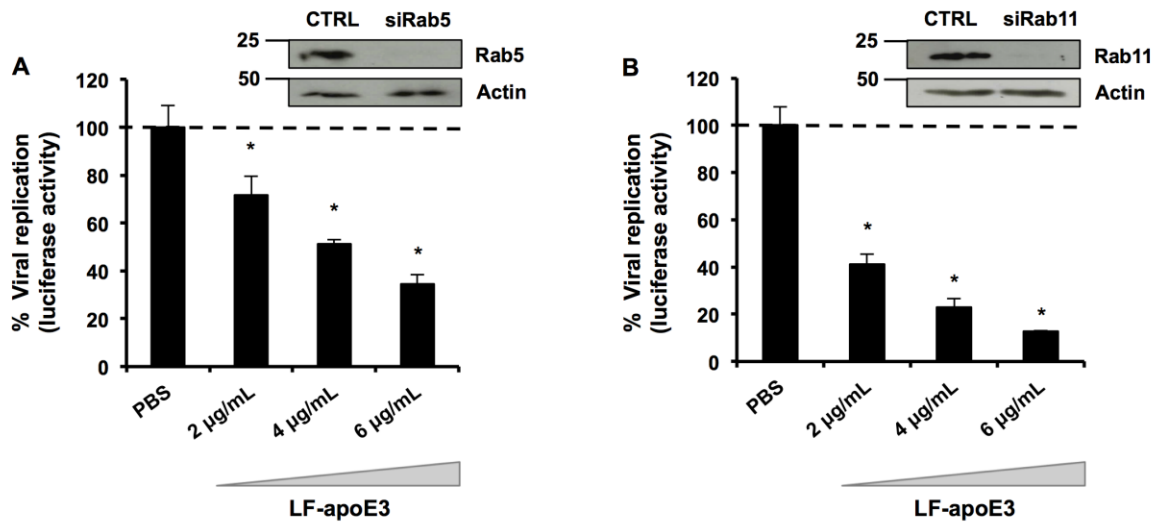 A
CTRL siRab5
25
Rab5
50
Actin
% Viral replication
(luciferase activity)
120
100
80
60
40
20
0
*
*
*
PBS
2 µg/mL
4 µg/mL
6 µg/mL
LF-apoE3
B
CTRL siRab11
25
Rab11
50
Actin
% Viral replication
(luciferase activity)
120
100
80
60
40
20
0
*
*
*
PBS
2 µg/mL
4 µg/mL
6 µg/mL
LF-apoE3